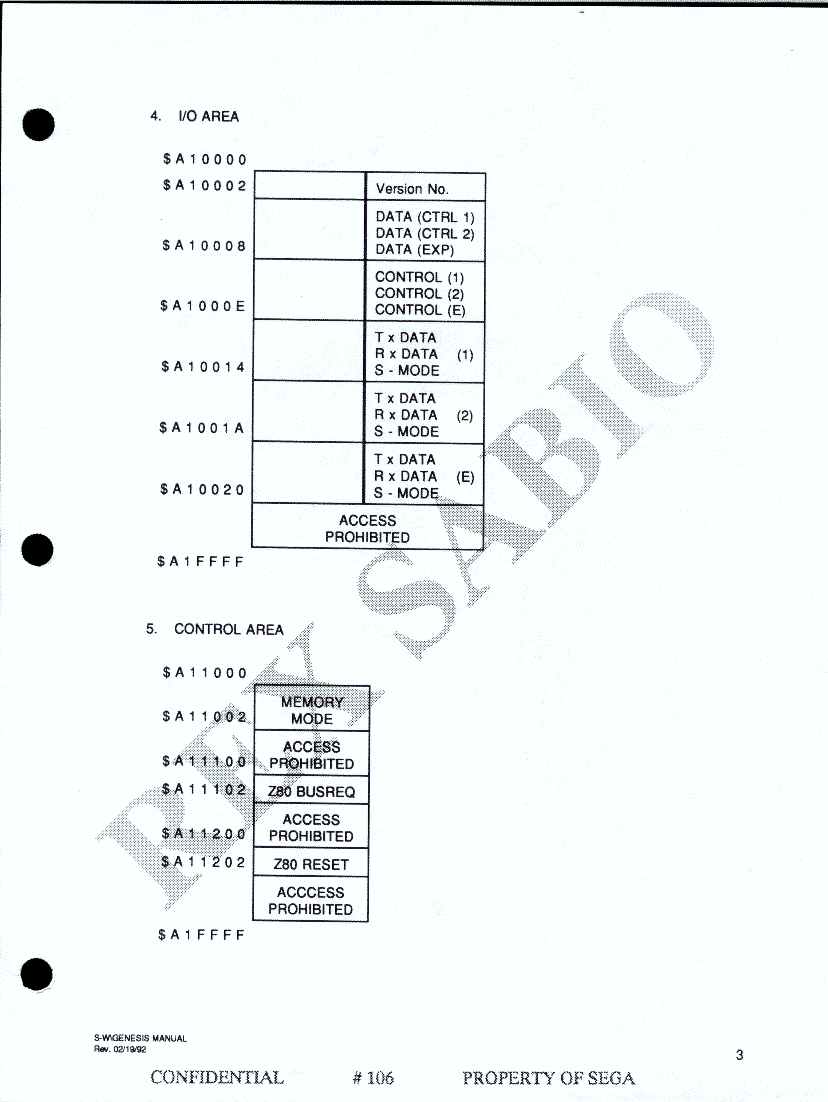 4. I/O AREA
$A10000
$A10002 Version No.
DATA (CTRL 1)
DATA (CTRL 2)
$A10008 DATA (EXP)
CONTROL (1)
CONTROL (2)
$A1000E CONTROL (E)
T x DATA
R x DATA (1)
$A10014 S - MODE
T x DATA
R x DATA (2)
$A1001A S - MODE
T x DATA
R x DATA (E)
$A10020 S - MODE
ACCESS
PROHIBITED
$A1FFFF
5. CONTROL AREA
$A11000
MEMORY
$A11002 MODE
ACCESS
$A11100 PROHIBITED
$A11102 Z80 BUSREQ
ACCESS
$A11200 PROHIBITED
$A11202 Z80 RESET
ACCCESS
PROHIBITED
$A1FFFF
REX SABIO
S-W\GENESIS MANUAL
Rev. 02/19/92
3
CONFIDENTIAL # 106 PROPERTY OF SEGA